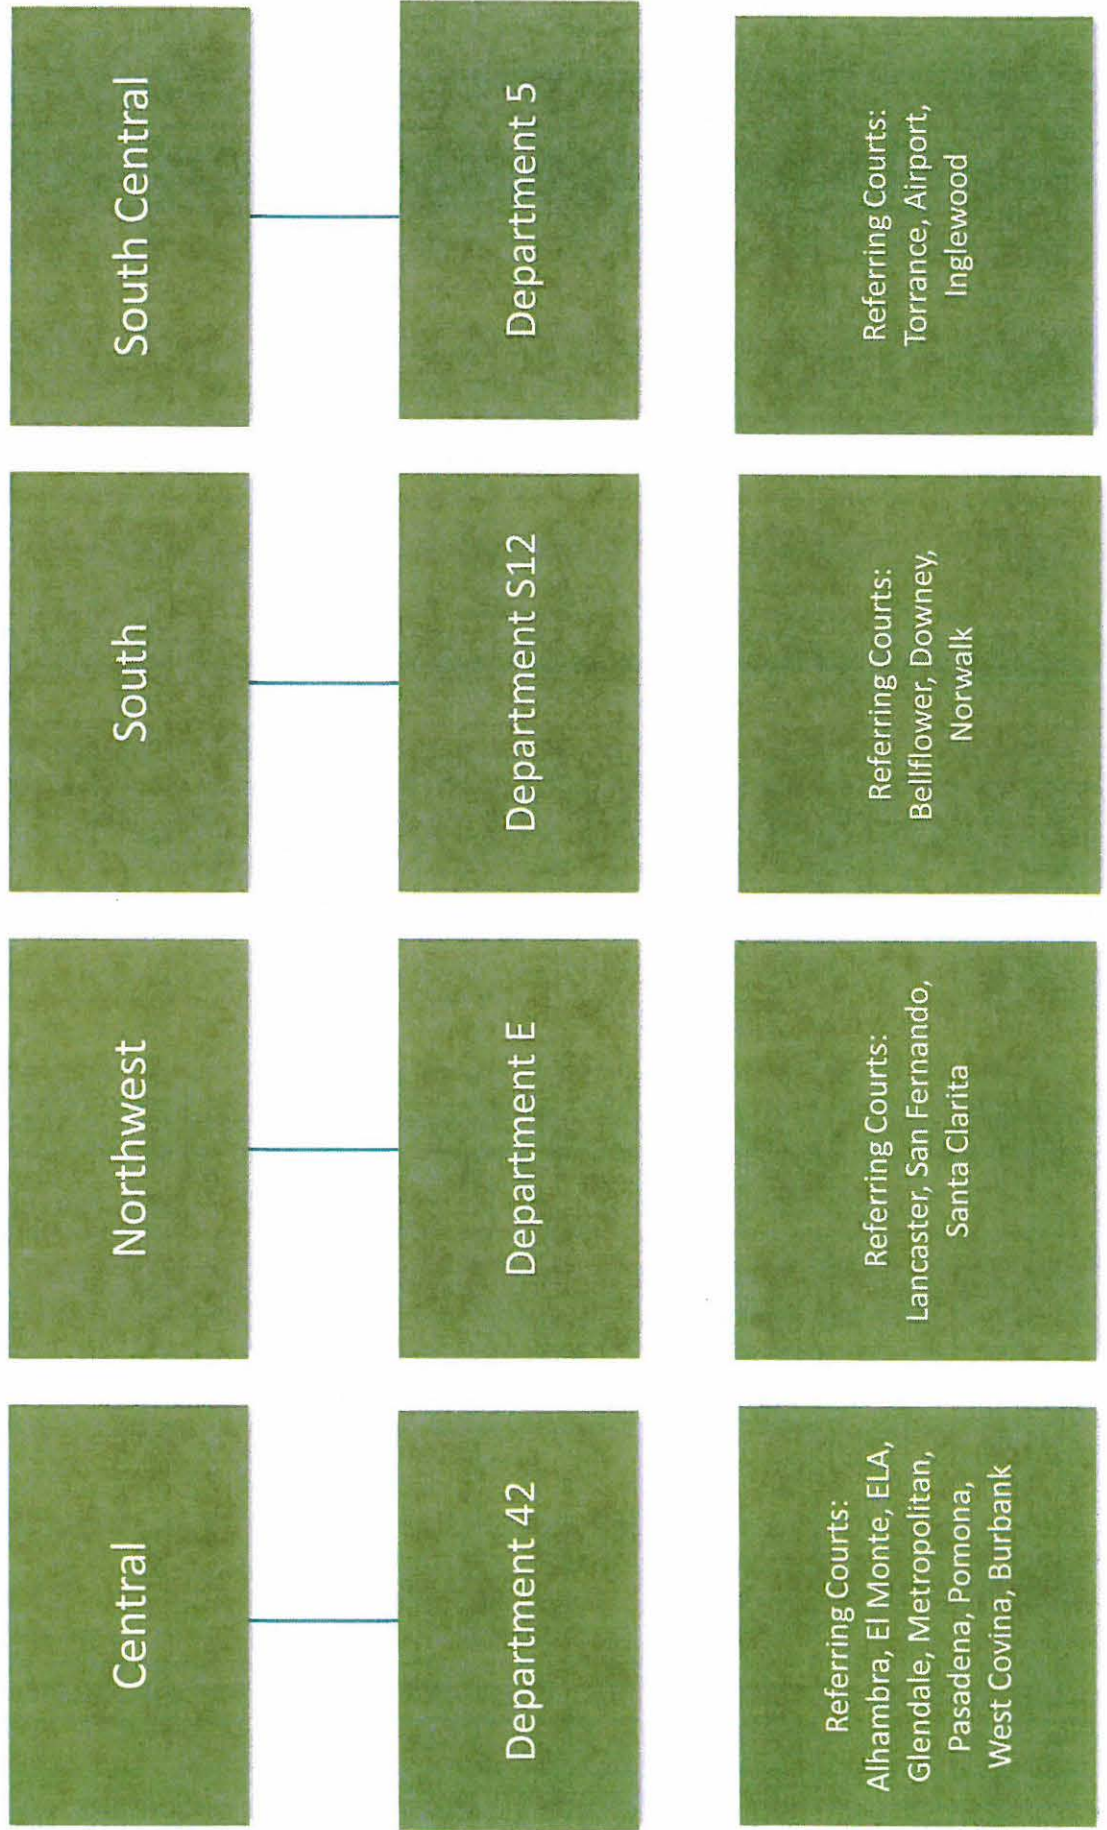 Central
Northwest
South
South Central
Department 42
Department E
Department S12
Department 5
Referring Courts:
Alhambra, El Monte, ELA,
Glendale, Metropolitan,
Pasadena, Pomona,
West Covina, Burbank
Referring Courts:
Lancaster, San Fernando,
Santa Clarita
Referring Courts:
Bellflower, Downey,
Norwalk
Referring Courts:
Torrance, Airport,
Inglewood